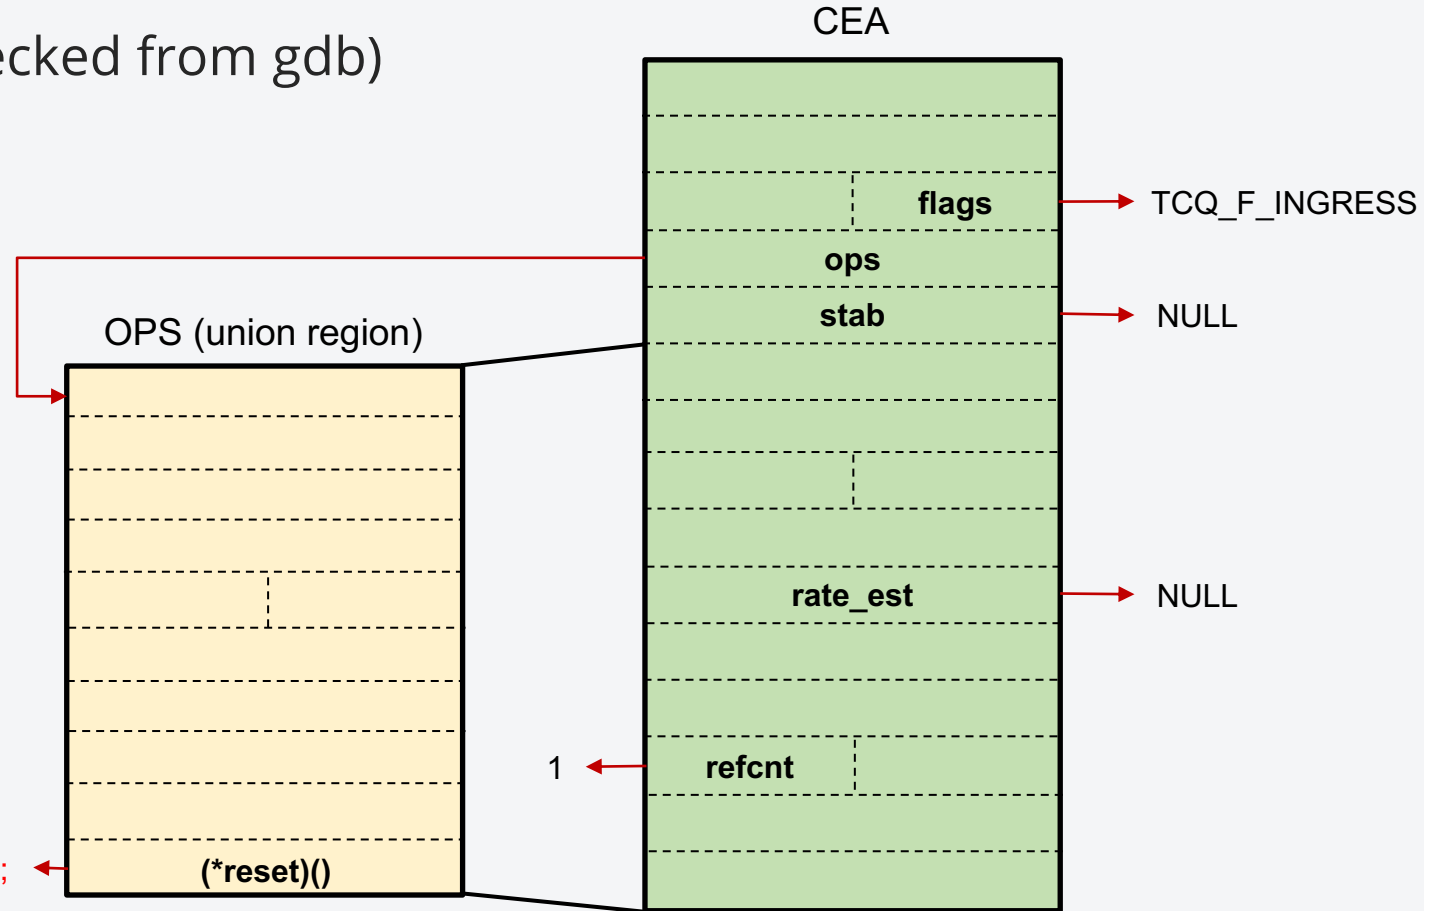 ecked from gdb)
CEA
flags
TCQ_F_INGRESS
ops
stab
NULL
OPS (union region)
rate_est
NULL
1
refcnt
;
(*reset)()